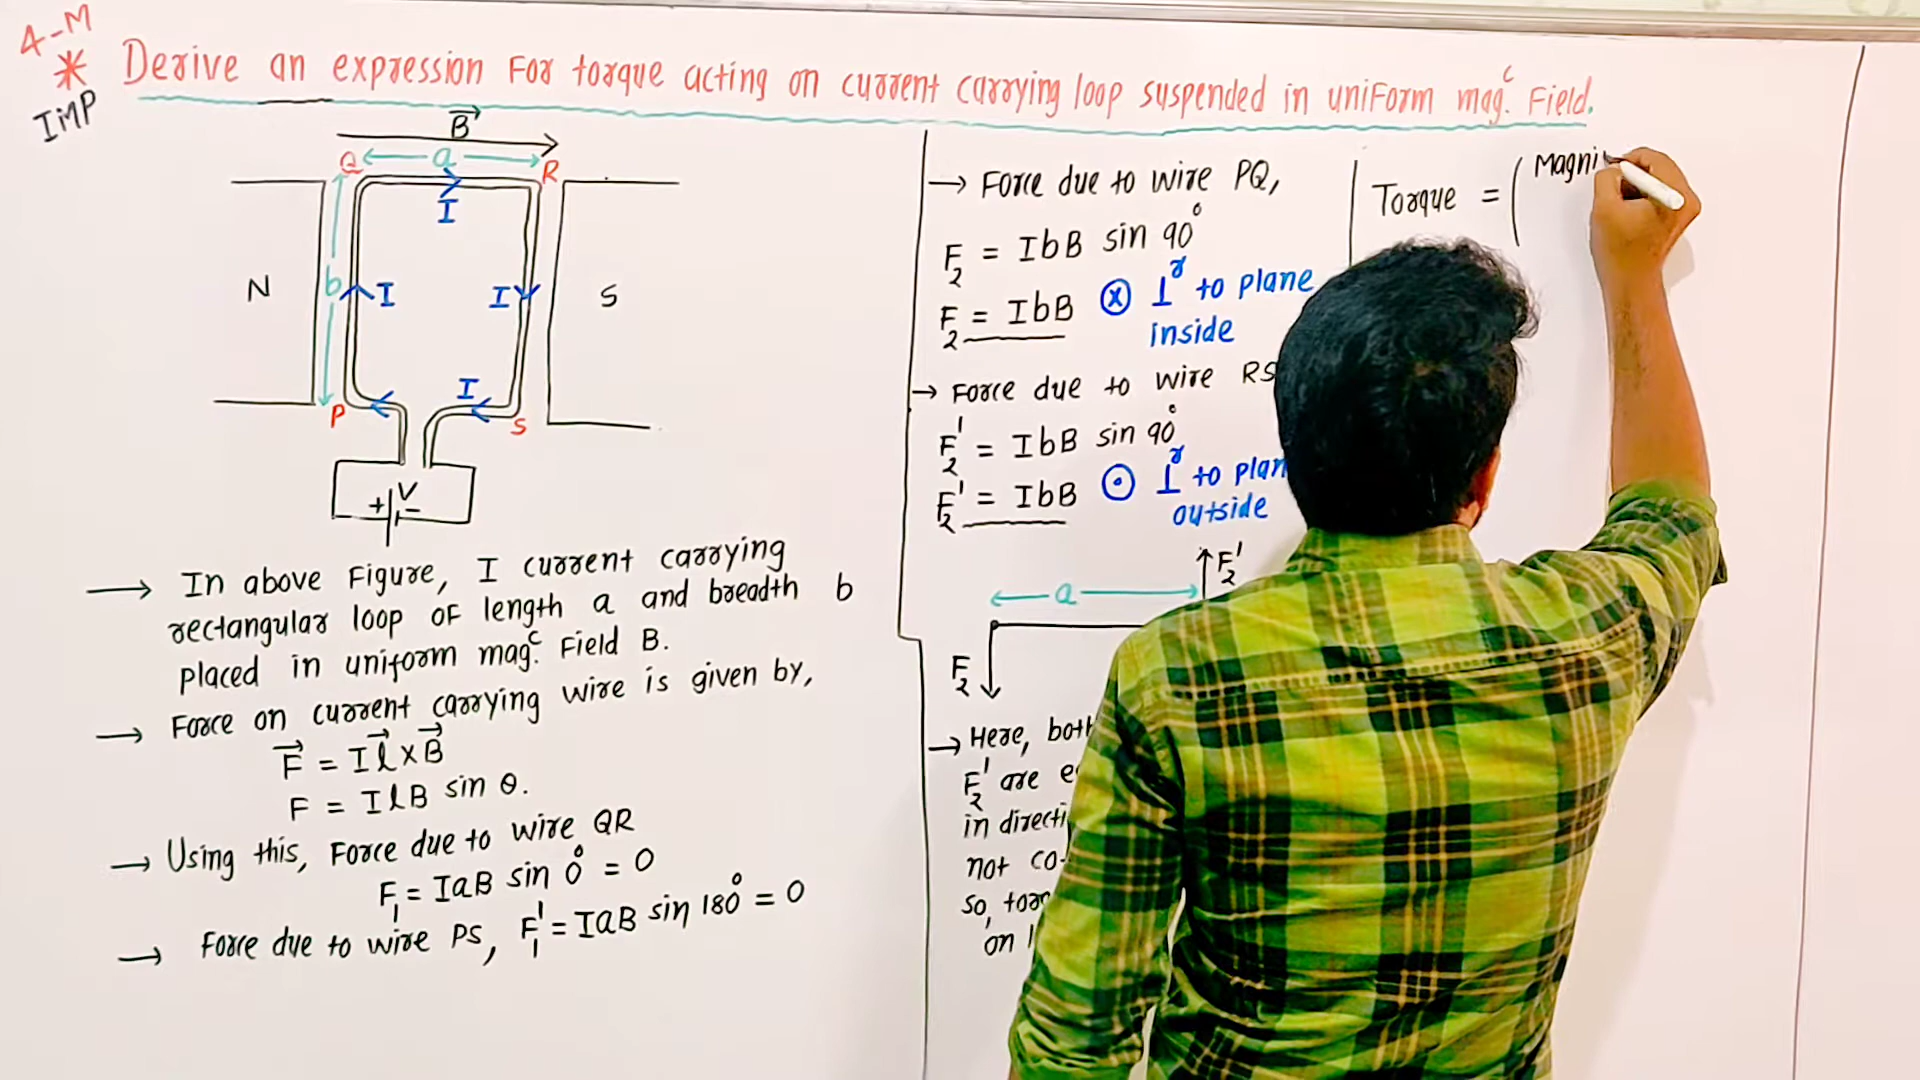 4-M
*
IMP
Derive an expression For torque acting on current carrying loop suspended in uniform mag.c Field.
B
Q a R
I
N b I I S S
I
P S
V
+ -
→ In above Figure, I current carrying
rectangular loop of length a and breadth b
placed in uniform mag.c Field B.
→ Force on current carrying wire is given by,
F = I l × B
F = I l B sin θ.
→ Using this, Force due to wire QR
F₁ = IaB sin 0° = 0
→ Force due to wire PS, F₁' = IaB sin 180° = 0
→ Force due to wire PQ,
F₂ = IbB sin 90°
F₂ = IbB ⊗ ⊥r to plane
inside
→ Force due to wire RS
F₂' = IbB sin 90°
F₂' = IbB ⊙ ⊥r to plan
outside
F₂'
a
F₂
→ Here, both
F₂' are e
in directi
not co-
so, tor
on l
Torque = ( Magni